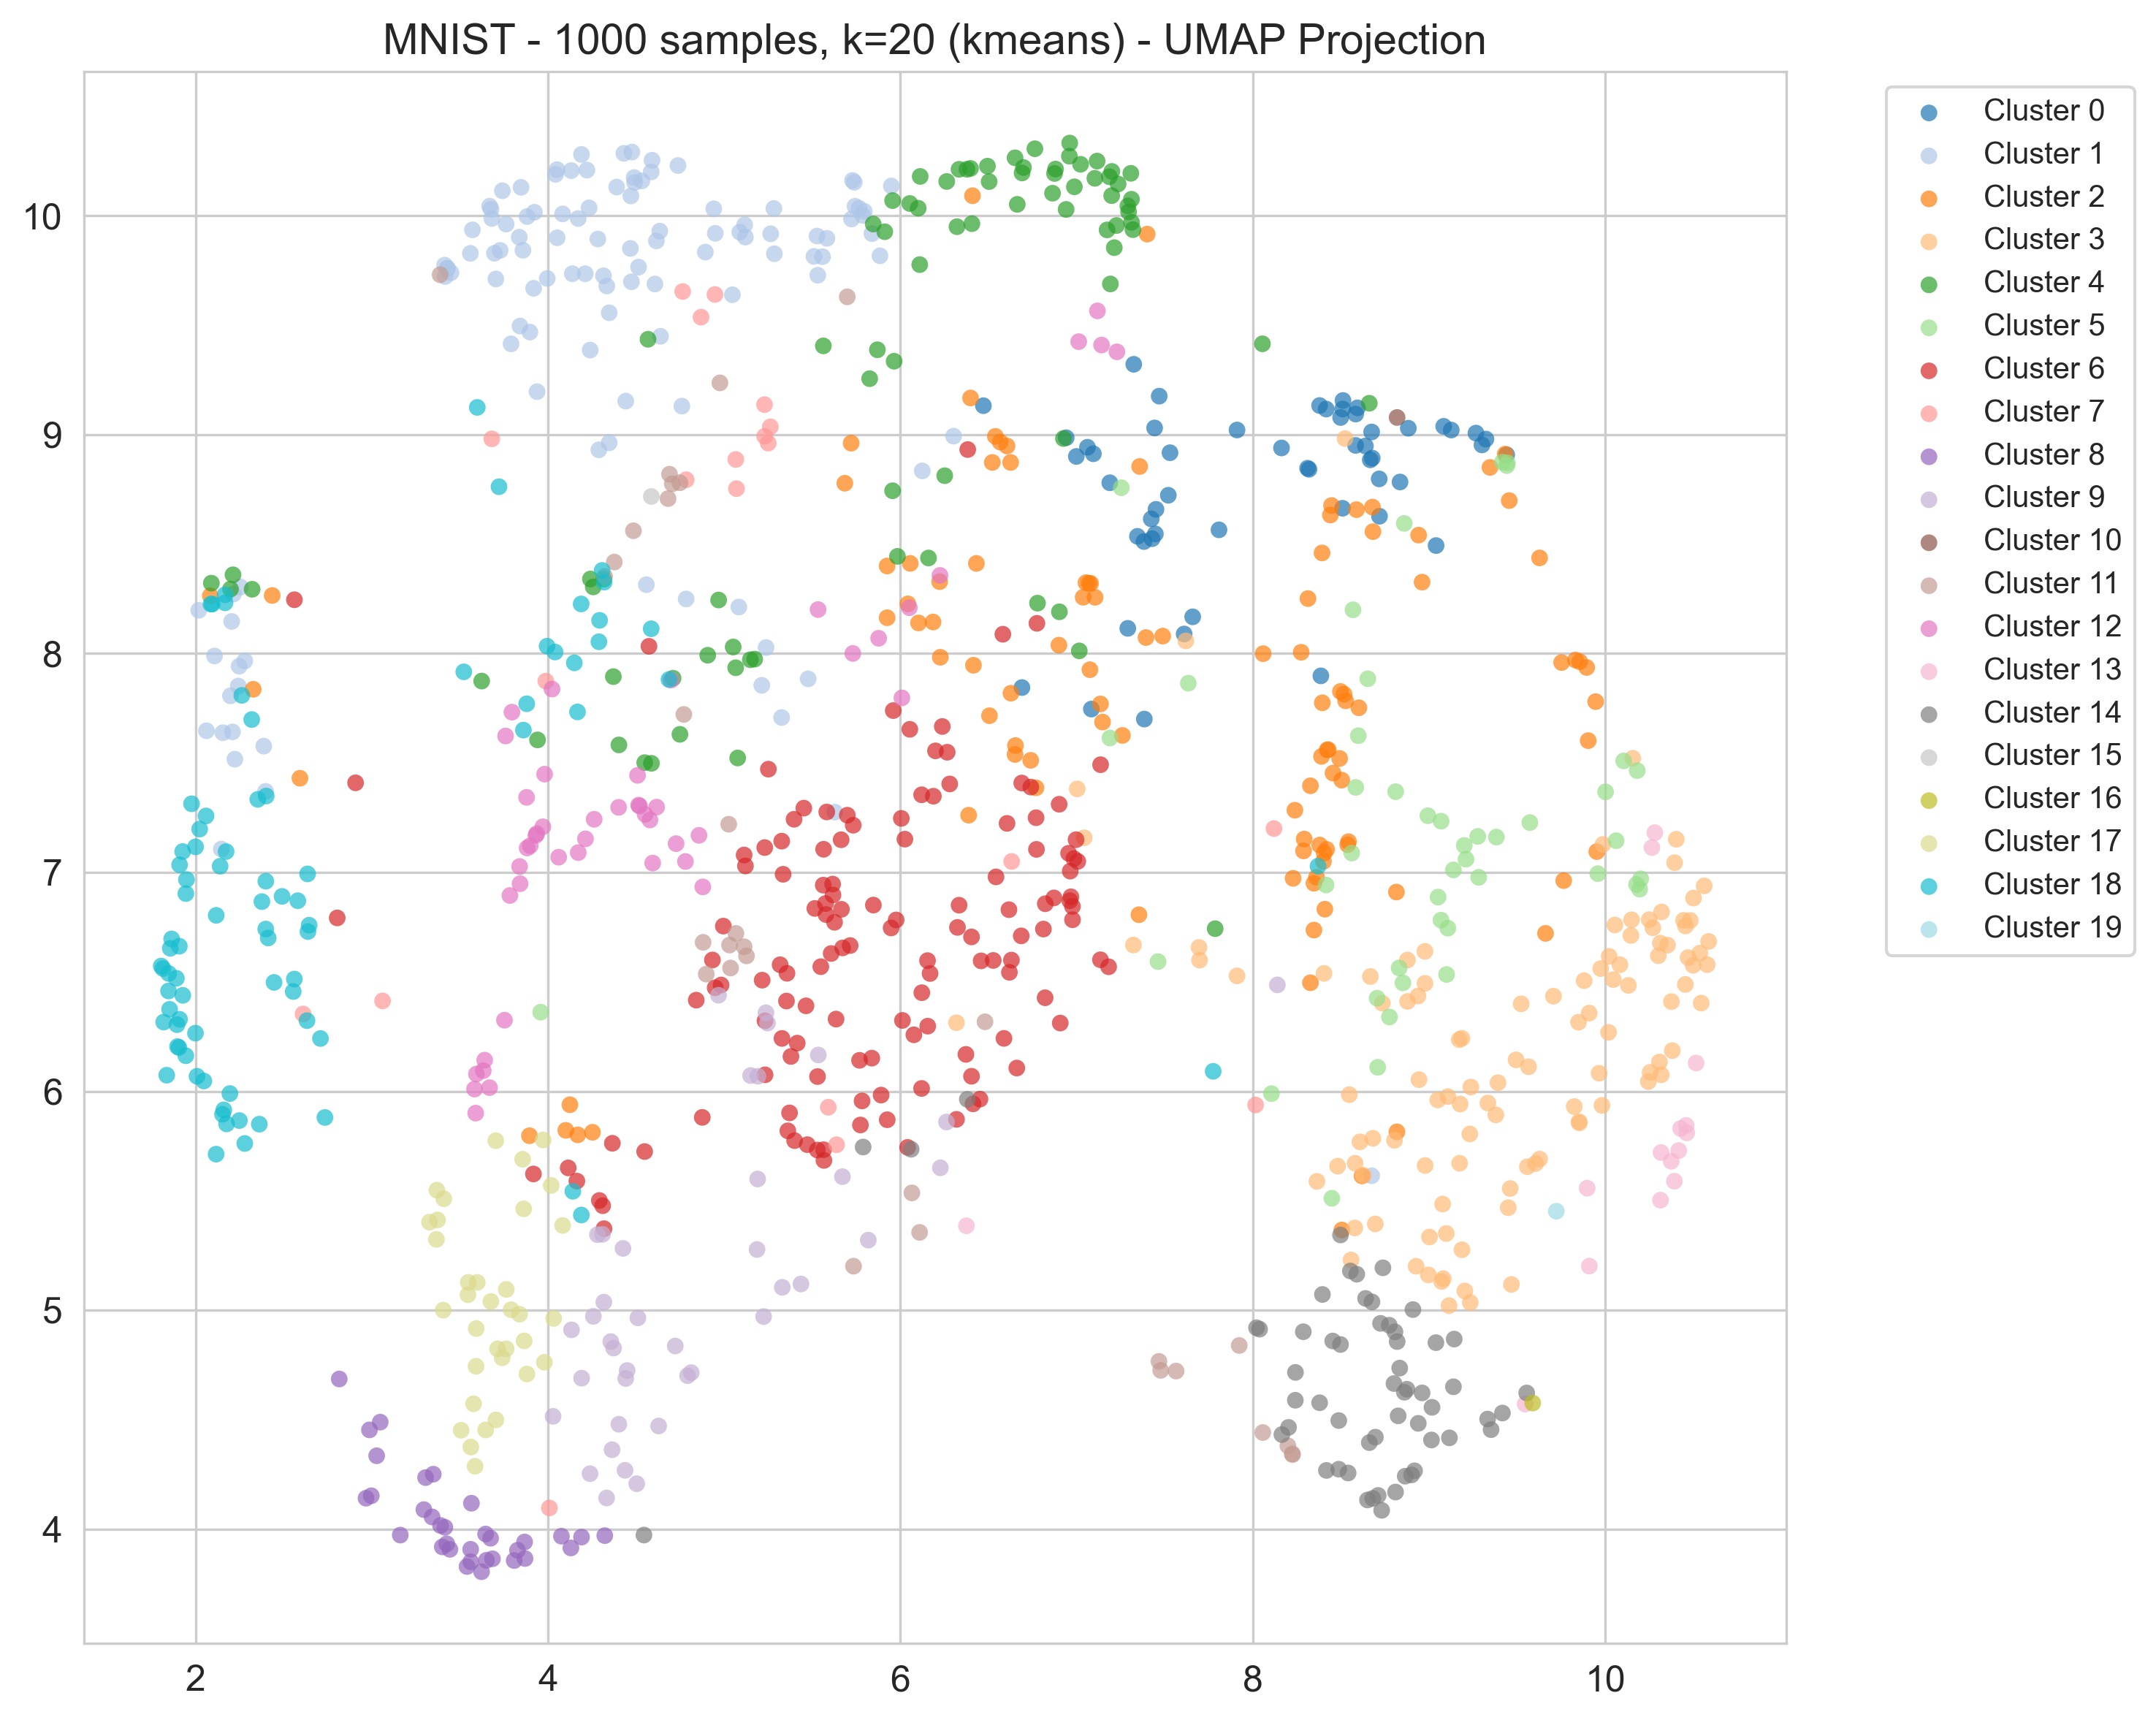 MNIST - 1000 samples, k=20 (kmeans) - UMAP Projection
10
9
8
7
6
5
4
2
4
6
8
10
Cluster 0
Cluster 1
Cluster 2
Cluster 3
Cluster 4
Cluster 5
Cluster 6
Cluster 7
Cluster 8
Cluster 9
Cluster 10
Cluster 11
Cluster 12
Cluster 13
Cluster 14
Cluster 15
Cluster 16
Cluster 17
Cluster 18
Cluster 19